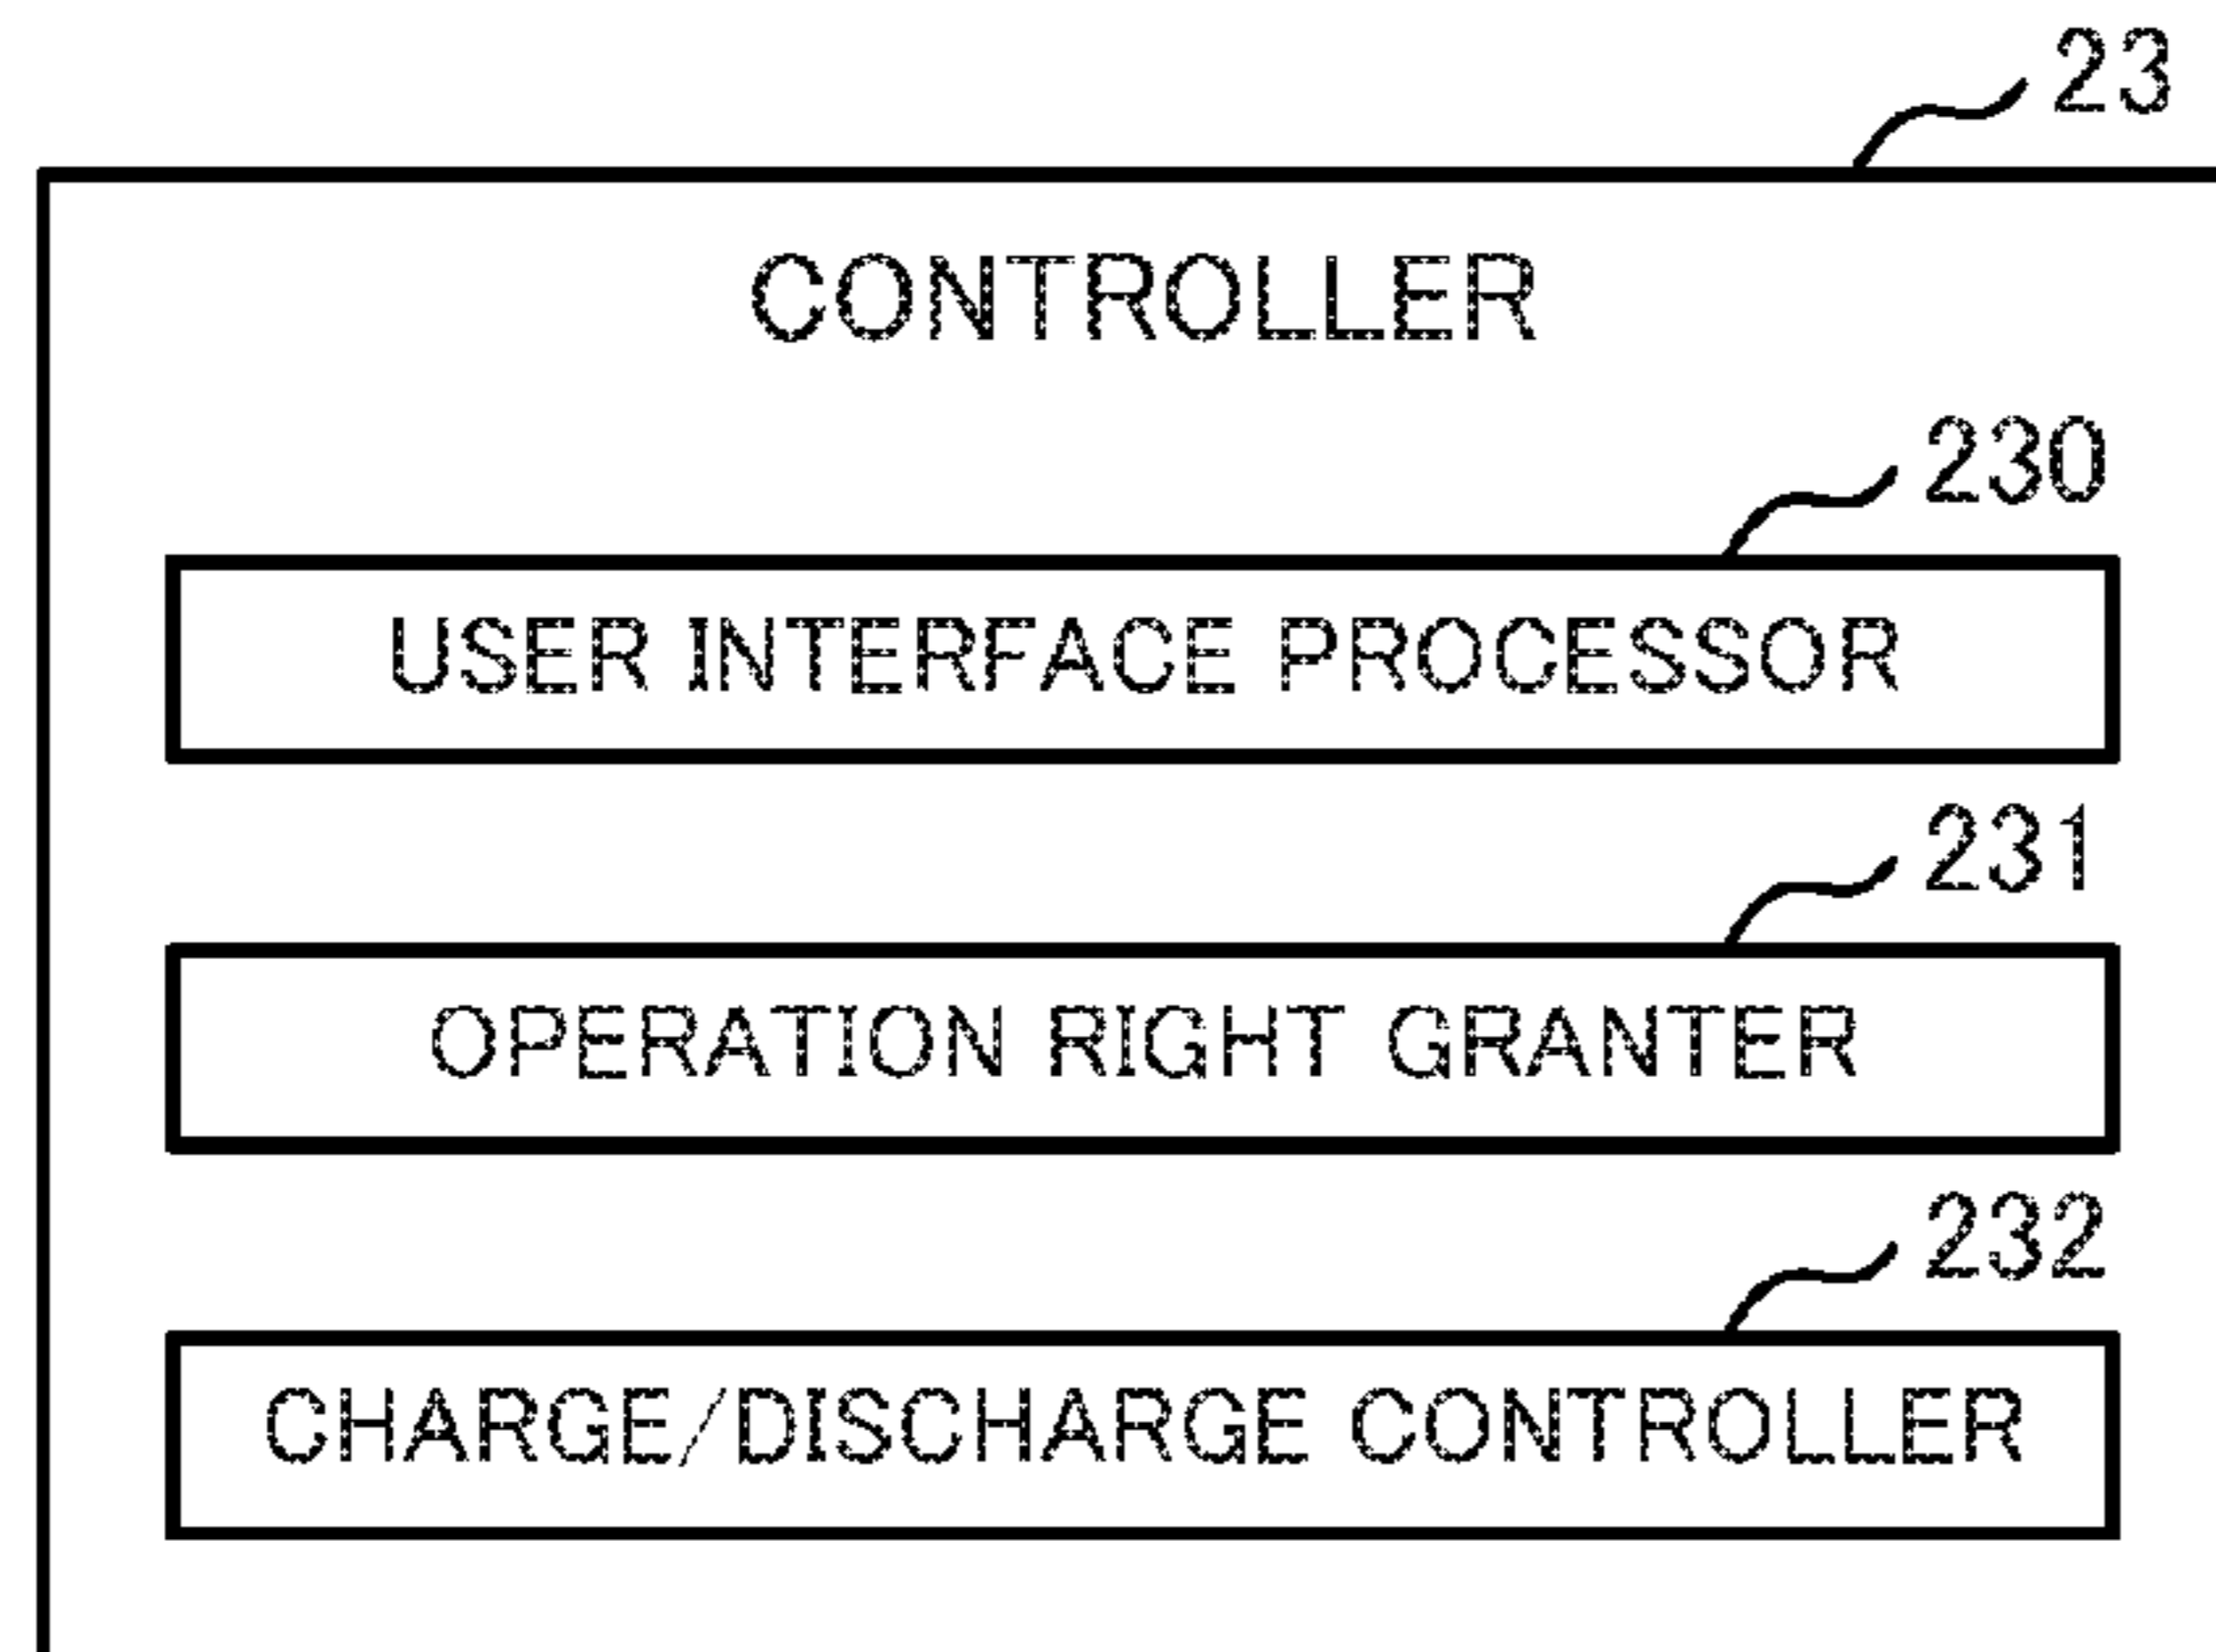 23
CONTROLLER
230
USER INTERFACE PROCESSOR
231
OPERATION RIGHT GRANTER
232
CHARGE/DISCHARGE CONTROLLER